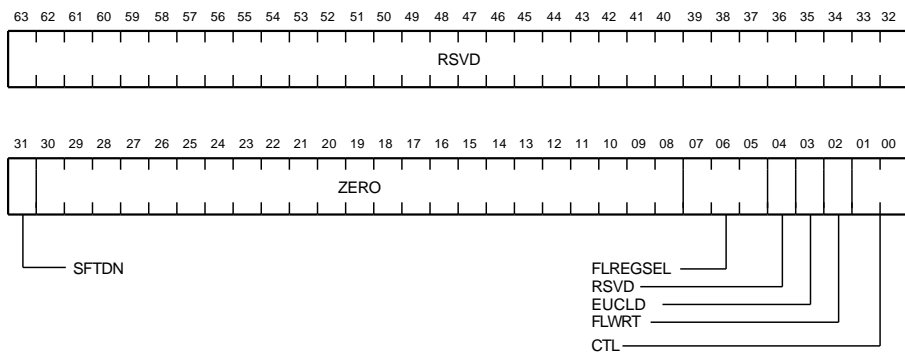 63 62 61 60 59 58 57 56 55 54 53 52 51 50 49 48 47 46 45 44 43 42 41 40 39 38 37 36 35 34 33 32
RSVD
31 30 29 28 27 26 25 24 23 22 21 20 19 18 17 16 15 14 13 12 11 10 09 08 07 06 05 04 03 02 01 00
ZERO
SFTDN
FLREGSEL
RSVD
EUCLD
FLWRT
CTL